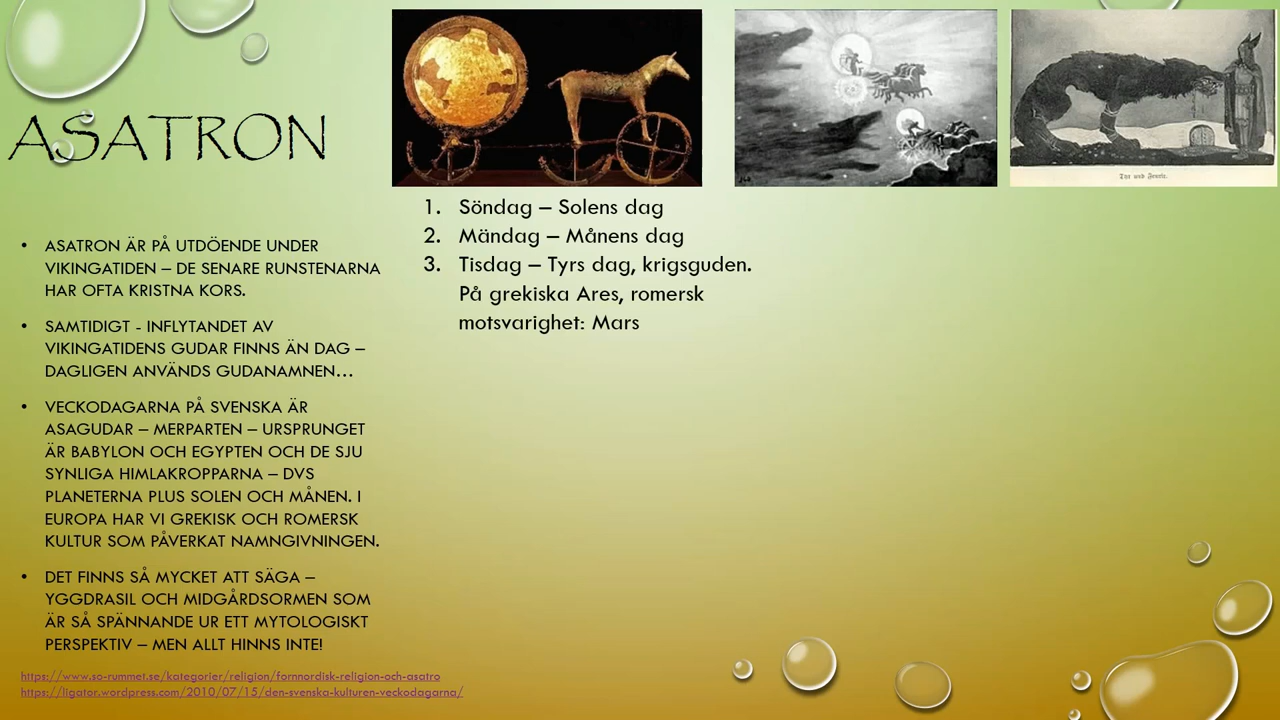 ASATRON
• ASATRON ÄR PÅ UTDÖENDE UNDER
VIKINGATIDEN – DE SENARE RUNSTENARNA
HAR OFTA KRISTNA KORS.
• SAMTIDIGT - INFLYTANDET AV
VIKINGATIDENS GUDAR FINNS ÄN DAG –
DAGLIGEN ANVÄNDS GUDANAMNEN…
• VECKODAGARNA PÅ SVENSKA ÄR
ASAGUDAR – MERPARTEN – URSPRUNGET
ÄR BABYLON OCH EGYPTEN OCH DE SJU
SYNLIGA HIMLAKROPPARNA – DVS
PLANETERNA PLUS SOLEN OCH MÅNEN. I
EUROPA HAR VI GREKISK OCH ROMERSK
KULTUR SOM PÅVERKAT NAMNGIVNINGEN.
• DET FINNS SÅ MYCKET ATT SÄGA –
YGGDRASIL OCH MIDGÅRDSORMEN SOM
ÄR SÅ SPÄNNANDE UR ETT MYTOLOGISKT
PERSPEKTIV – MEN ALLT HINNS INTE!
https://www.so-rummet.se/kategorier/religion/fornnordisk-religion-och-asatro
https://ligator.wordpress.com/2010/07/15/den-svenska-kulturen-veckodagarna/
1. Söndag – Solens dag
2. Mändag – Månens dag
3. Tisdag – Tyrs dag, krigsguden.
På grekiska Ares, romersk
motsvarighet: Mars
Tyr und Fenrir.